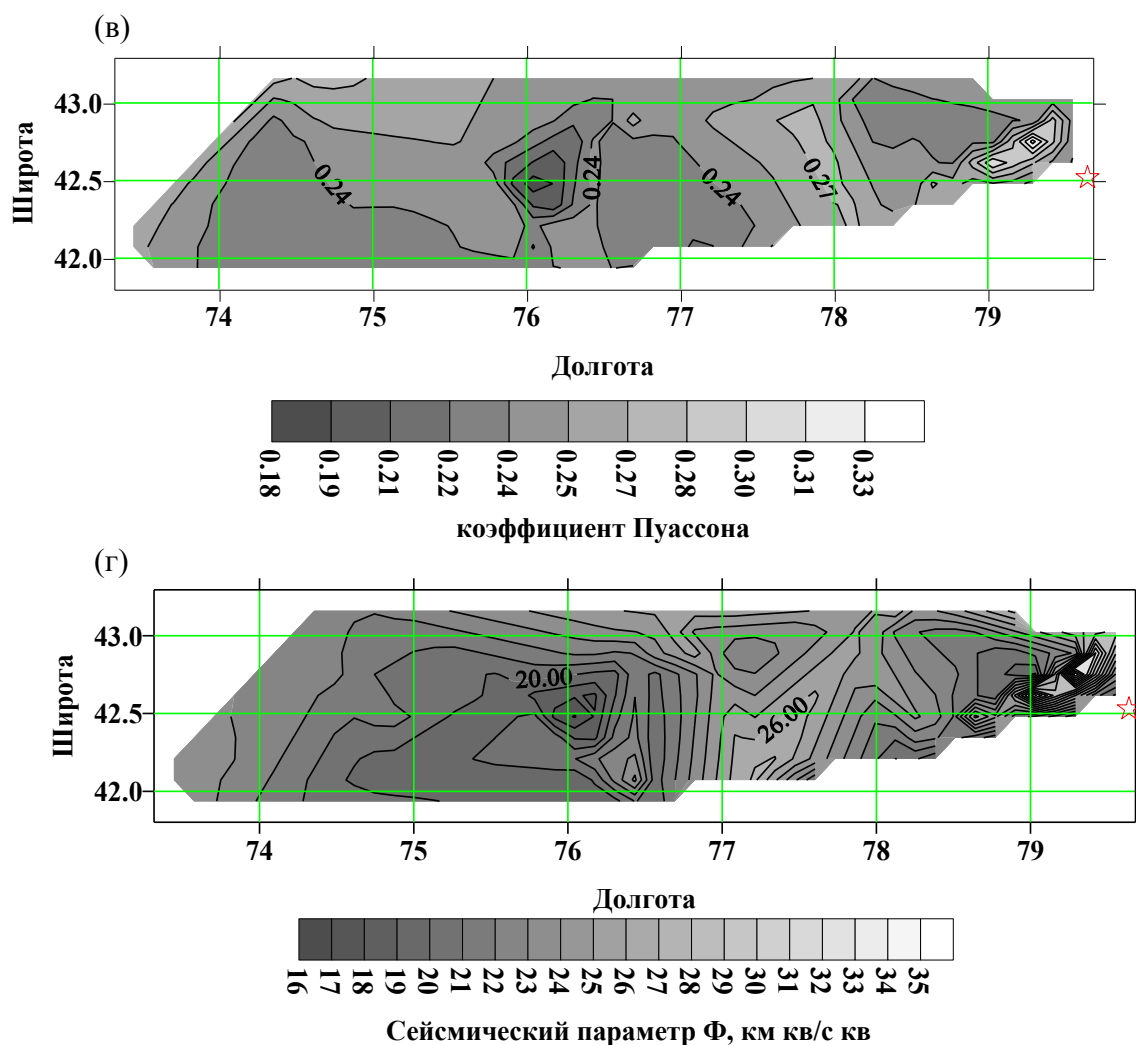 (в)
43.0
42.5
42.0
Широта
0.24
0.24
0.24
0.27
74 75 76 77 78 79
Долгота
0.18 0.19 0.21 0.22 0.24 0.25 0.27 0.28 0.30 0.31 0.33
коэффициент Пуассона
(г)
43.0
42.5
42.0
Широта
20.00
26.00
74 75 76 77 78 79
Долгота
16 17 18 19 20 21 22 23 24 25 26 27 28 29 30 31 32 33 34 35
Сейсмический параметр Ф, км кв/с кв